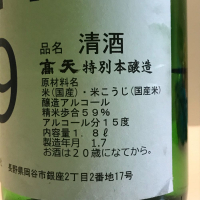 9
品名 清酒
高天 特別本醸造
原材料名
米(国産)・米こうじ(国産米)
醸造アルコール
精米歩合59%
アルコール分15度
内容量1.8ℓ
製造年月 1.7
お酒は20歳になてから。
長野県岡谷市銀座2丁目2番地17号